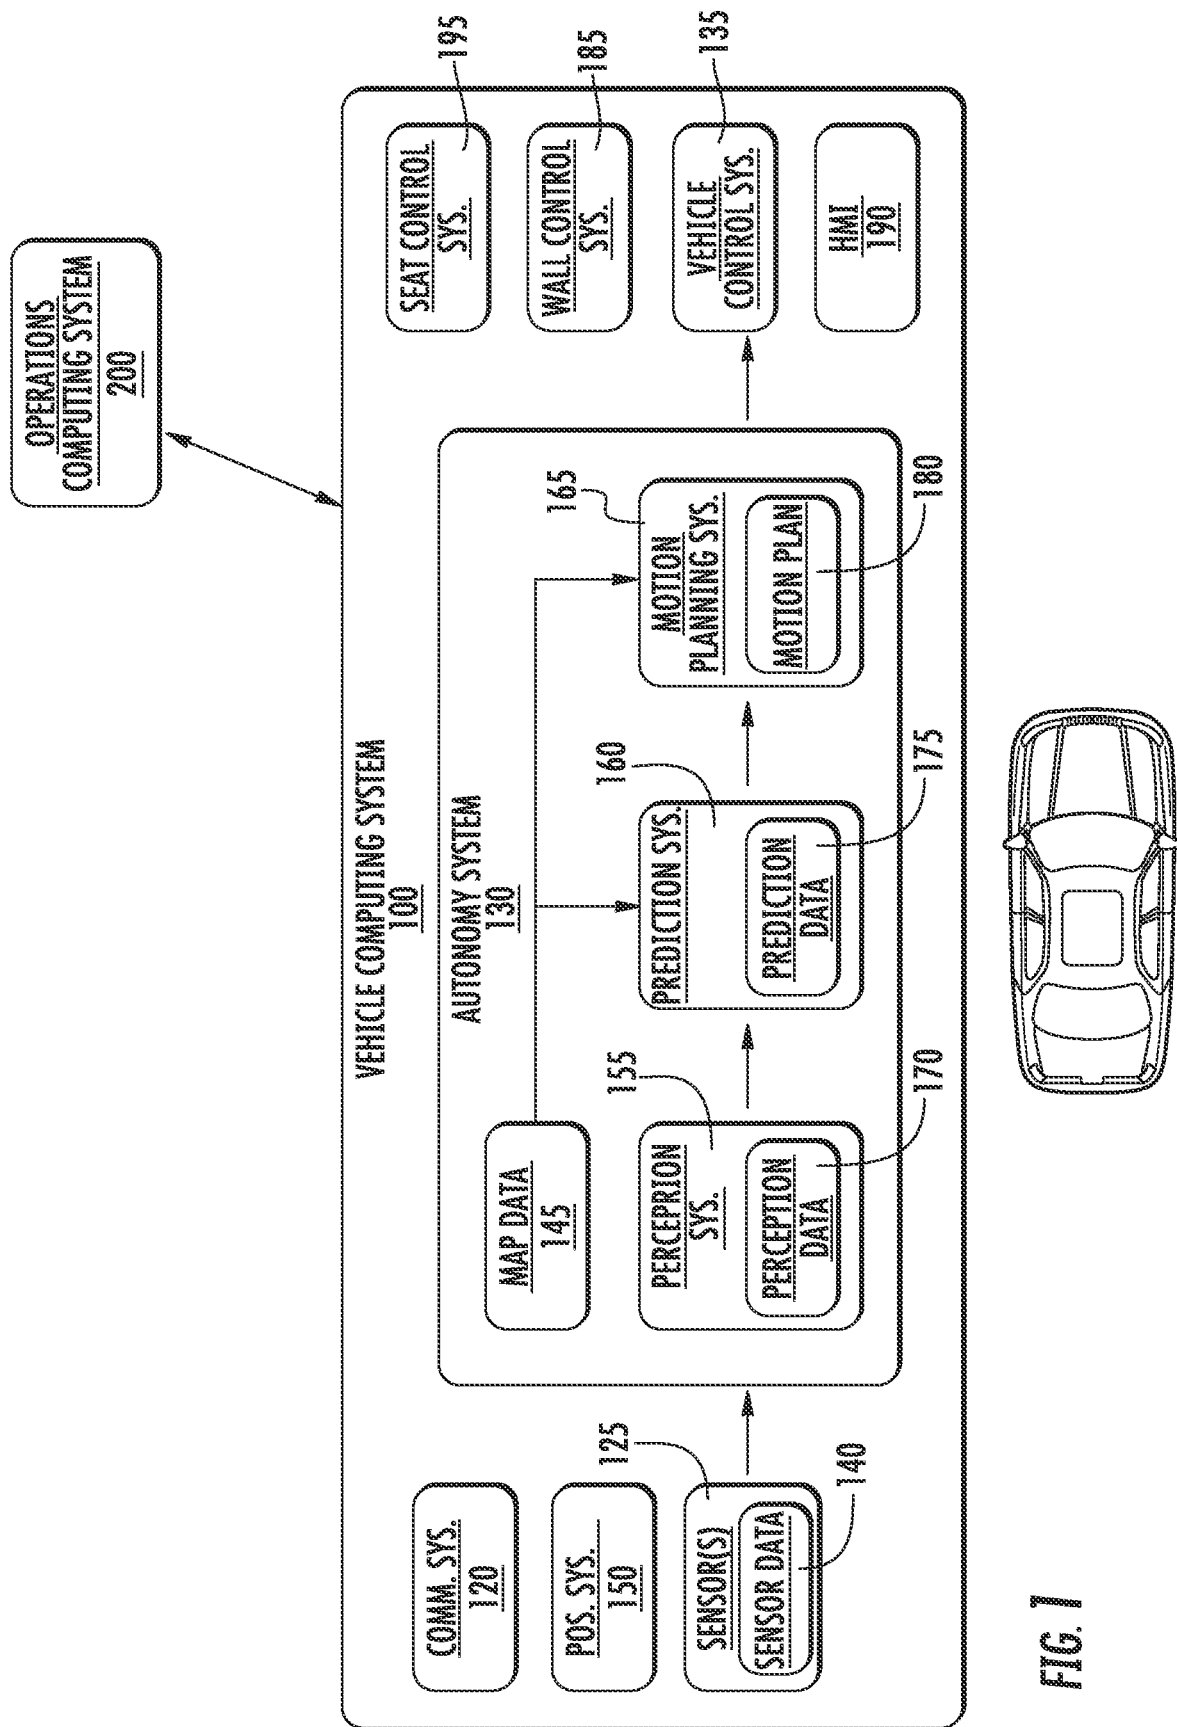 OPERATIONS
COMPUTING SYSTEM
200
VEHICLE COMPUTING SYSTEM
100
COMM. SYS.
120
POS. SYS.
150
SENSOR(S)
125
SENSOR DATA
140
AUTONOMY SYSTEM
130
MAP DATA
145
PERCEPRION
SYS.
155
PERCEPTION
DATA
170
PREDICTION SYS.
160
PREDICTION
DATA
175
MOTION
PLANNING SYS.
165
MOTION PLAN
180
SEAT CONTROL
SYS.
195
WALL CONTROL
SYS.
185
VEHICLE
CONTROL SYS.
135
HMI
190
FIG. 1